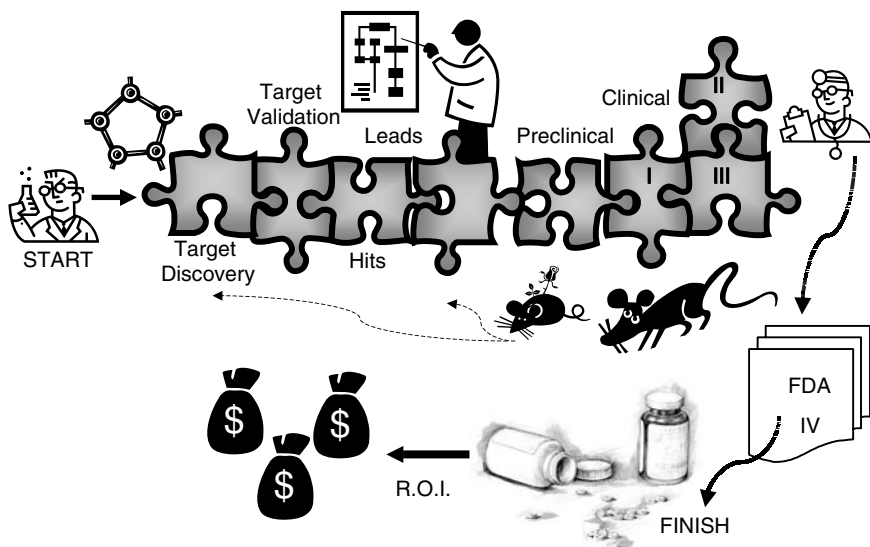 START
Target
Discovery
Target
Validation
Hits
Leads
Preclinical
Clinical
I
II
III
FDA
IV
FINISH
R.O.I.
$
$
$